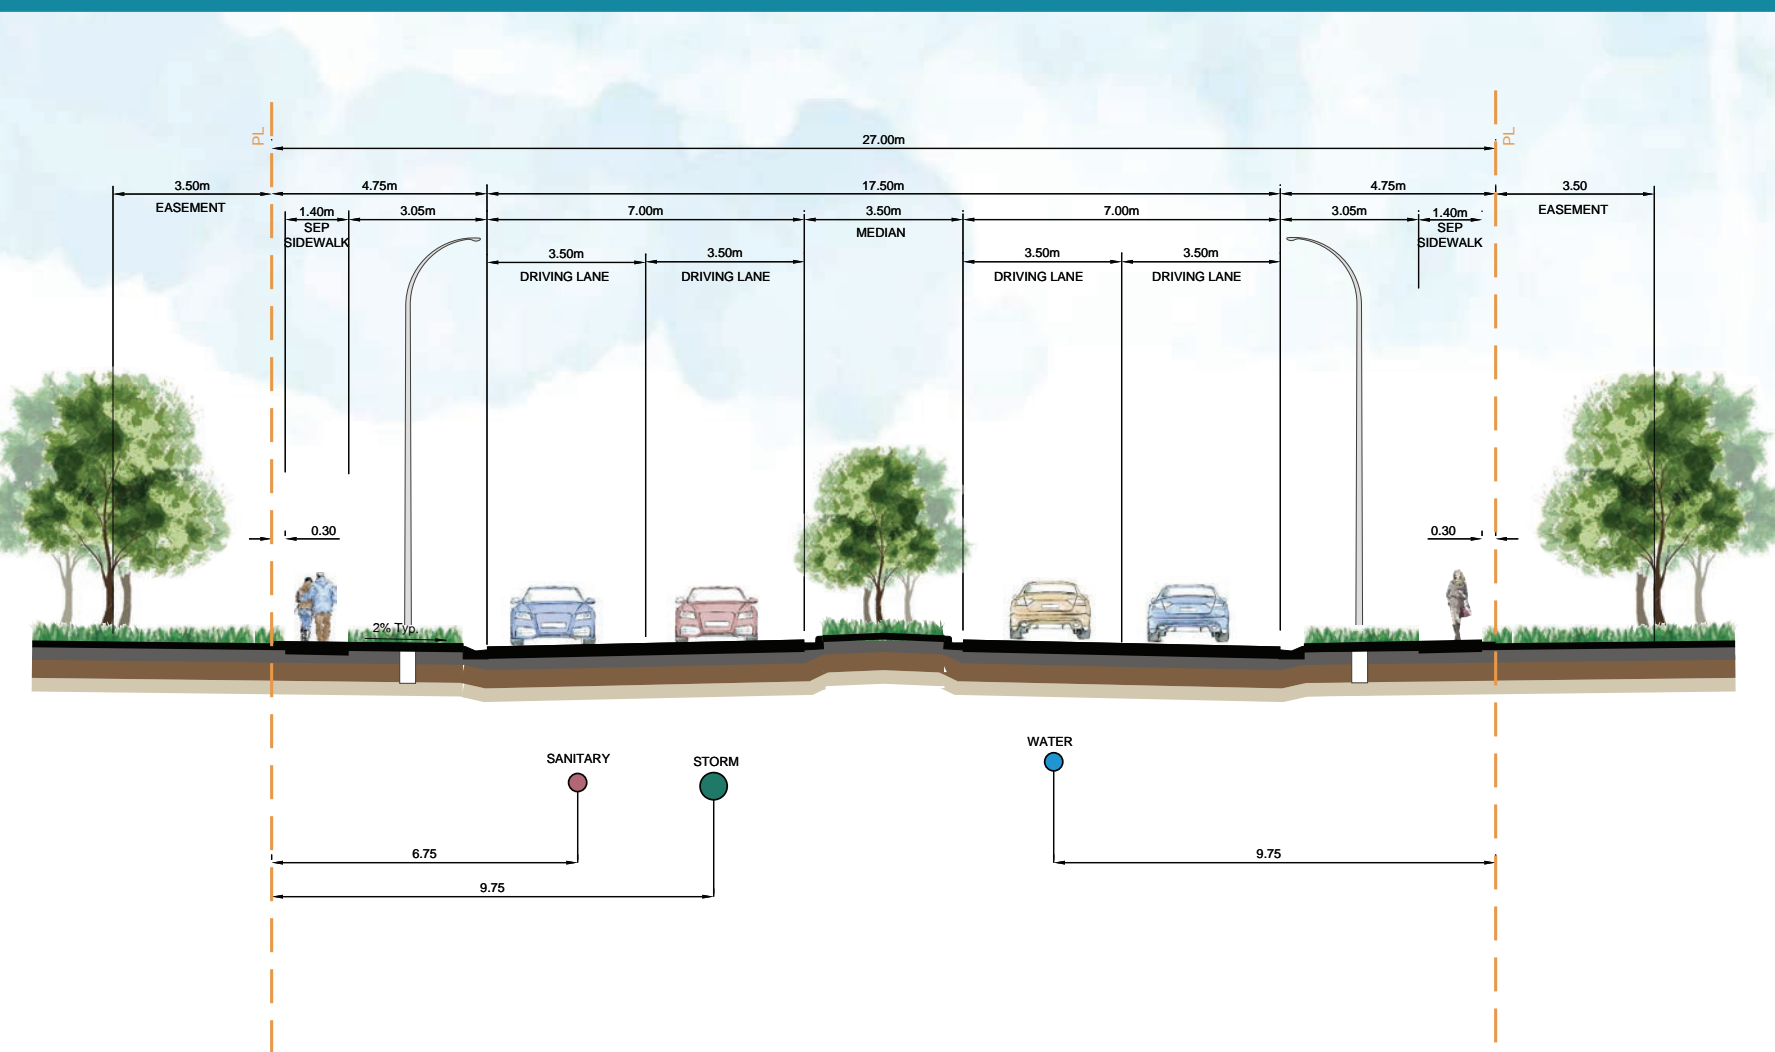 PL
PL
27.00m
3.50m
4.75m
17.50m
4.75m
3.50
EASEMENT
EASEMENT
1.40m
SEP
SIDEWALK
3.05m
7.00m
3.50m
MEDIAN
7.00m
3.05m
1.40m
SEP
SIDEWALK
3.50m
DRIVING LANE
3.50m
DRIVING LANE
3.50m
DRIVING LANE
3.50m
DRIVING LANE
0.30
0.30
2% Typ.
SANITARY
STORM
WATER
6.75
9.75
9.75